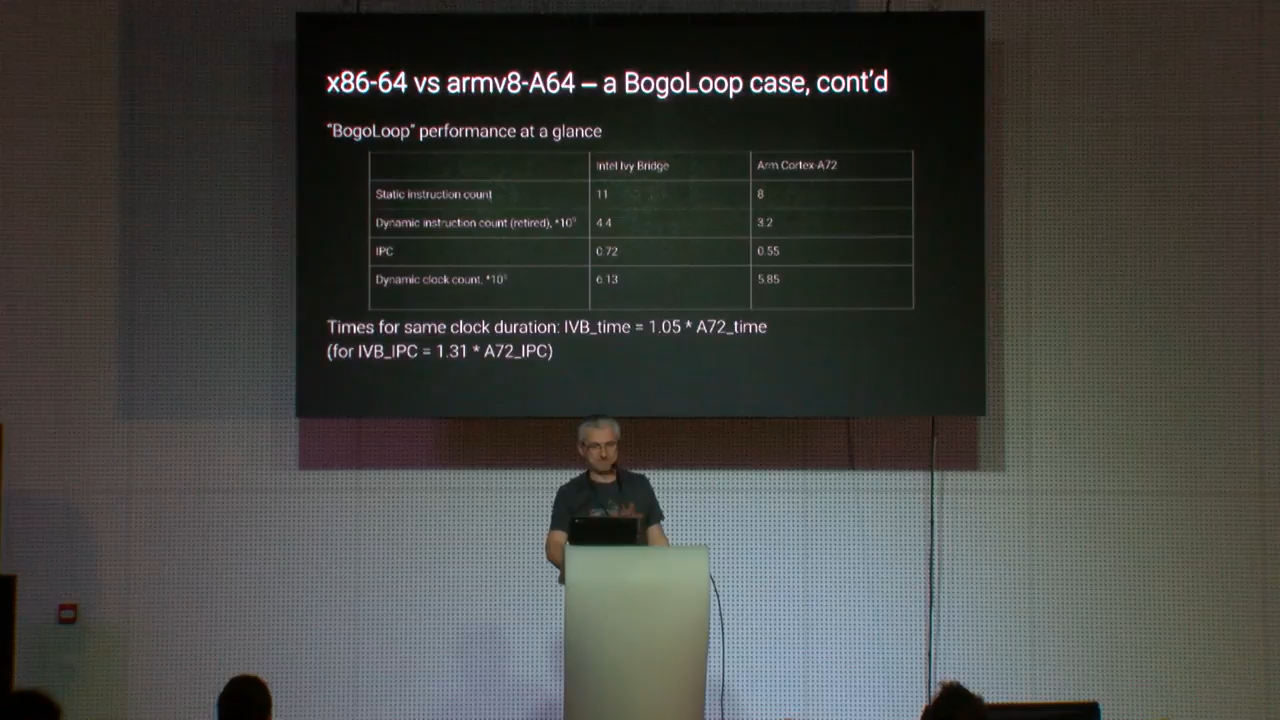 x86-64 vs armv8-A64 – a BogoLoop case, cont'd
"BogoLoop" performance at a glance
Intel Ivy Bridge Arm Cortex-A72
Static instruction count 11 8
Dynamic instruction count (retired), *10⁹ 4.4 3.2
IPC 0.72 0.55
Dynamic clock count, *10⁹ 6.13 5.85
Times for same clock duration: IVB_time = 1.05 * A72_time
(for IVB_IPC = 1.31 * A72_IPC)